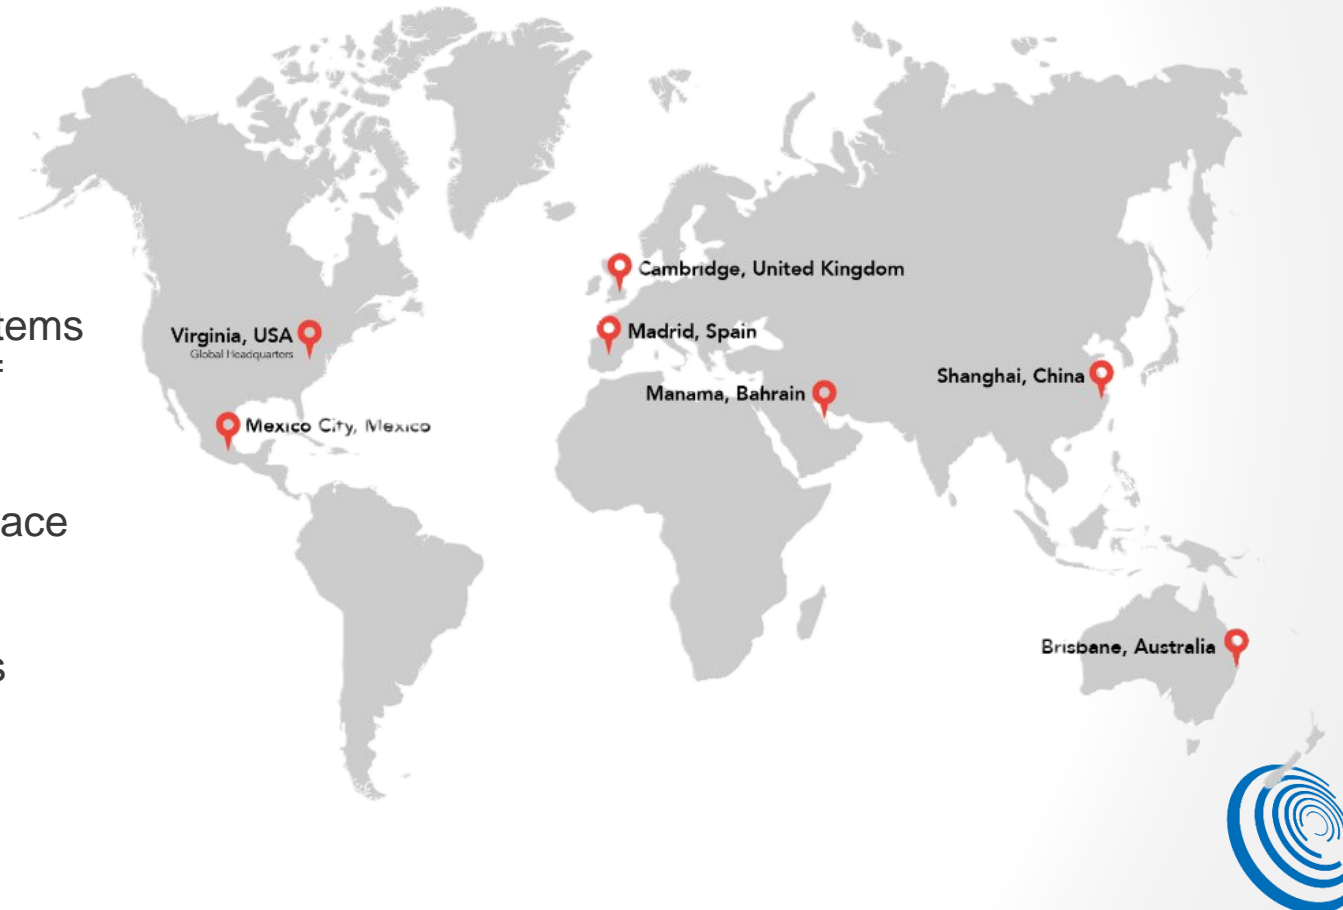 tems
ace
s
Cambridge, United Kingdom
Virginia, USA
Global Headquarters
Madrid, Spain
Shanghai, China
Manama, Bahrain
Mexico City, Mexico
Brisbane, Australia